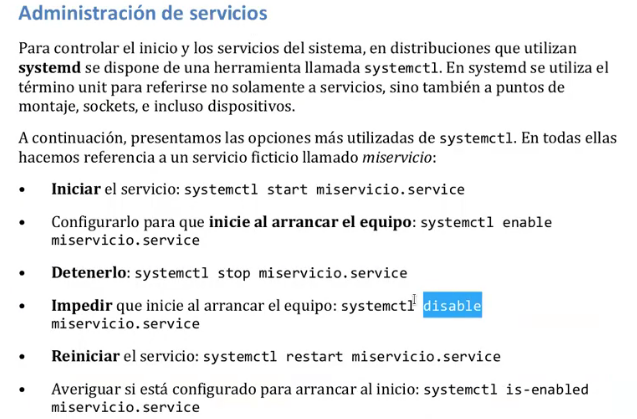 Administración de servicios
Para controlar el inicio y los servicios del sistema, en distribuciones que utilizan
systemd se dispone de una herramienta llamada systemctl. En systemd se utiliza el
término unit para referirse no solamente a servicios, sino también a puntos de
montaje, sockets, e incluso dispositivos.
A continuación, presentamos las opciones más utilizadas de systemctl. En todas ellas
hacemos referencia a un servicio ficticio llamado miservicio:
• Iniciar el servicio: systemctl start miservicio.service
• Configurarlo para que inicie al arrancar el equipo: systemctl enable
miservicio.service
• Detenerlo: systemctl stop miservicio.service
• Impedir que inicie al arrancar el equipo: systemctl disable
miservicio.service
• Reiniciar el servicio: systemctl restart miservicio.service
• Averiguar si está configurado para arrancar al inicio: systemctl is-enabled
miservicio.service